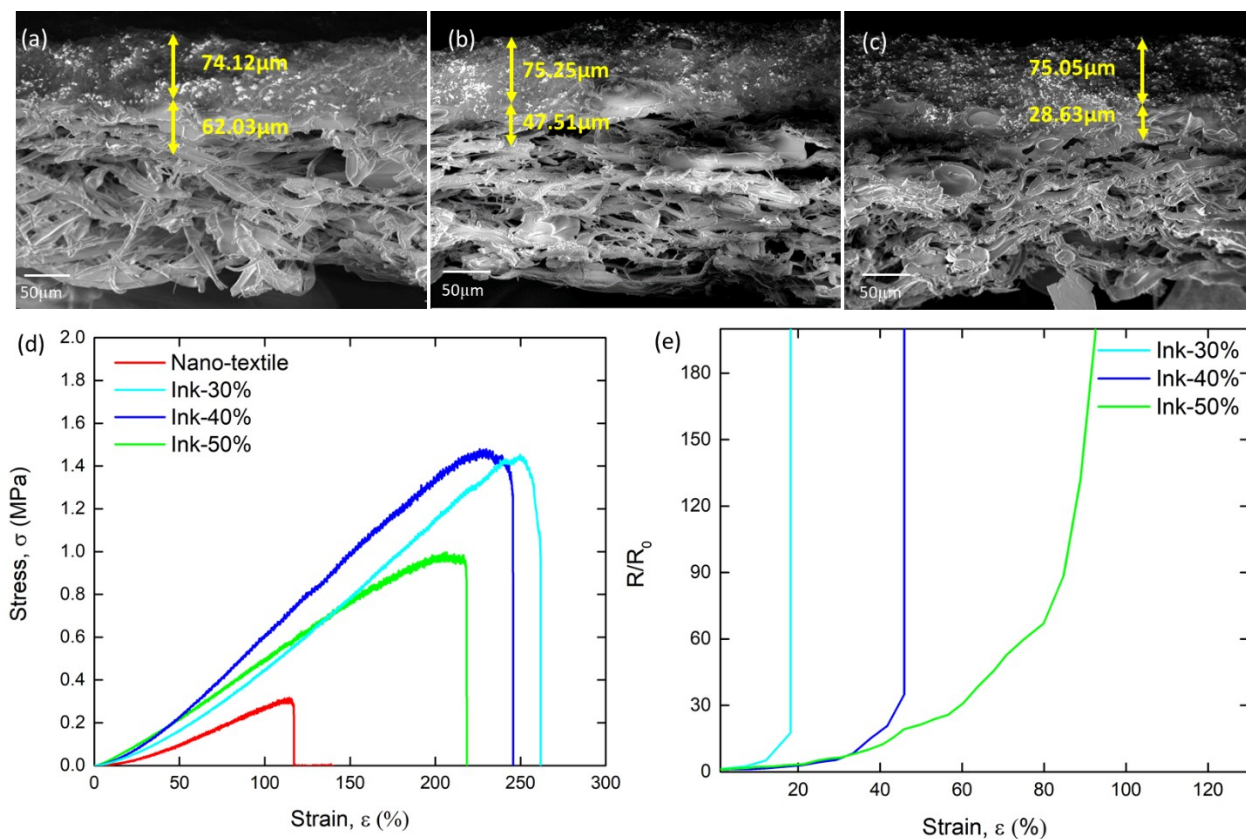 (a)
74.12μm
62.03μm
50μm
(b)
75.25μm
47.51μm
50μm
(c)
75.05μm
28.63μm
50μm
(d)
Nano-textile
Ink-30%
Ink-40%
Ink-50%
Stress, σ (MPa)
2.0
1.8
1.6
1.4
1.2
1.0
0.8
0.6
0.4
0.2
0.0
0 50 100 150 200 250 300
Strain, ε (%)
(e)
Ink-30%
Ink-40%
Ink-50%
R/R₀
180
150
120
90
60
30
0
20 40 60 80 100 120
Strain, ε (%)